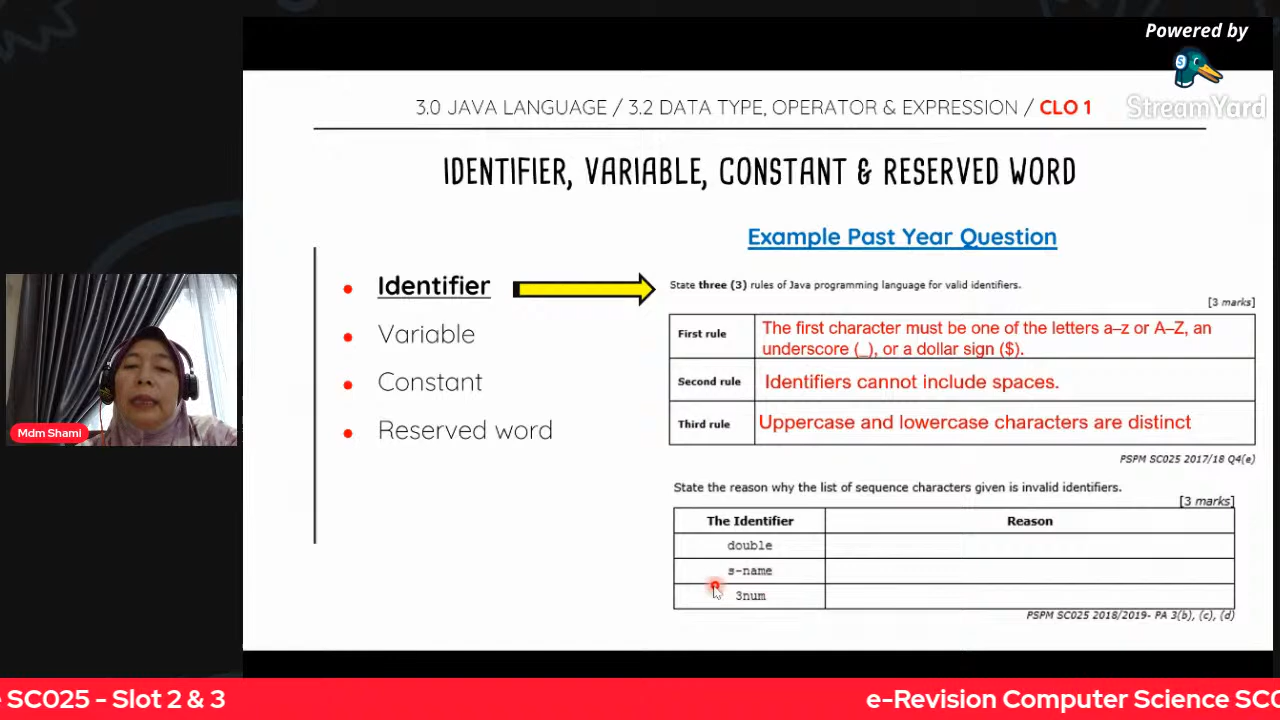 Powered by
StreamYard
3.0 JAVA LANGUAGE / 3.2 DATA TYPE, OPERATOR & EXPRESSION / CLO 1
IDENTIFIER, VARIABLE, CONSTANT & RESERVED WORD
Example Past Year Question
• Identifier
• Variable
• Constant
• Reserved word
State three (3) rules of Java programming language for valid identifiers.
[3 marks]
First rule The first character must be one of the letters a–z or A–Z, an
underscore (_), or a dollar sign ($).
Second rule Identifiers cannot include spaces.
Third rule Uppercase and lowercase characters are distinct
PSPM SC025 2017/18 Q4(e)
State the reason why the list of sequence characters given is invalid identifiers.
[3 marks]
The Identifier Reason
double
s-name
3num
PSPM SC025 2018/2019- PA 3(b), (c), (d)
Mdm Shami
SC025 - Slot 2 & 3
e-Revision Computer Science SC0